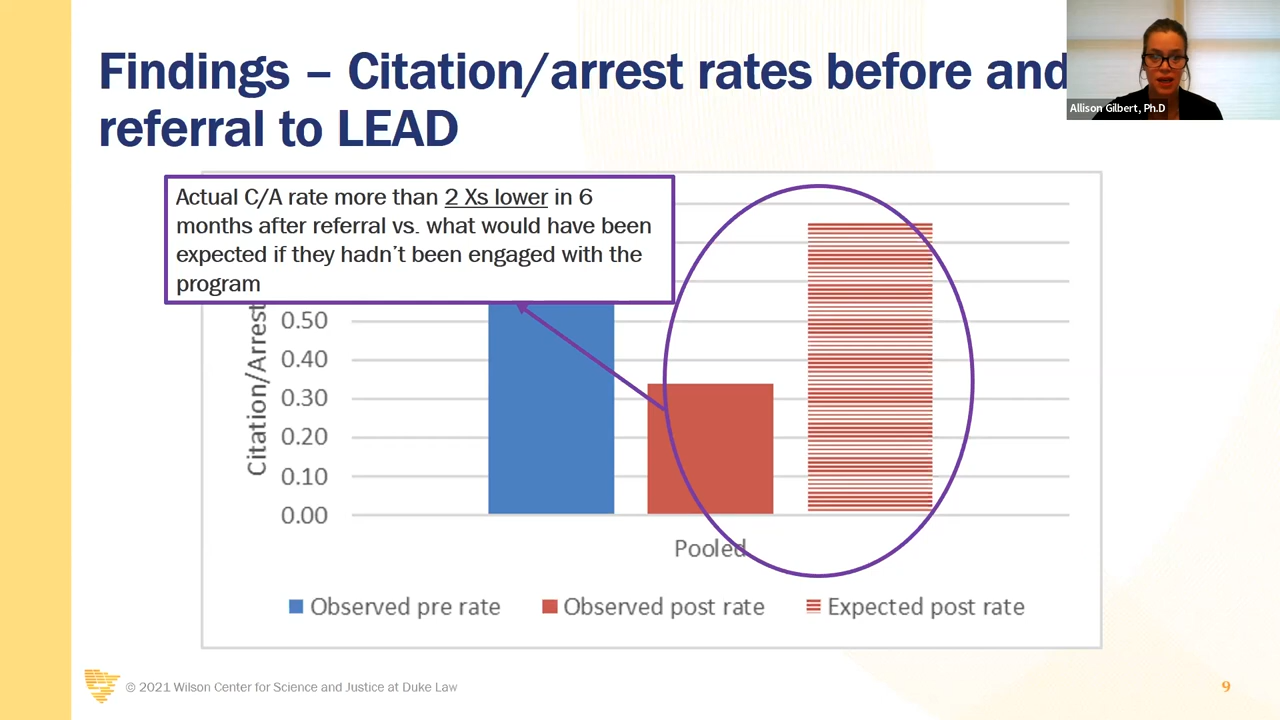 Findings – Citation/arrest rates before and
referral to LEAD
Allison Gilbert, Ph.D
Actual C/A rate more than 2 Xs lower in 6
months after referral vs. what would have been
expected if they hadn't been engaged with the
program
Citation/Arrest
0.50
0.40
0.30
0.20
0.10
0.00
Pooled
Observed pre rate
Observed post rate
Expected post rate
© 2021 Wilson Center for Science and Justice at Duke Law
9